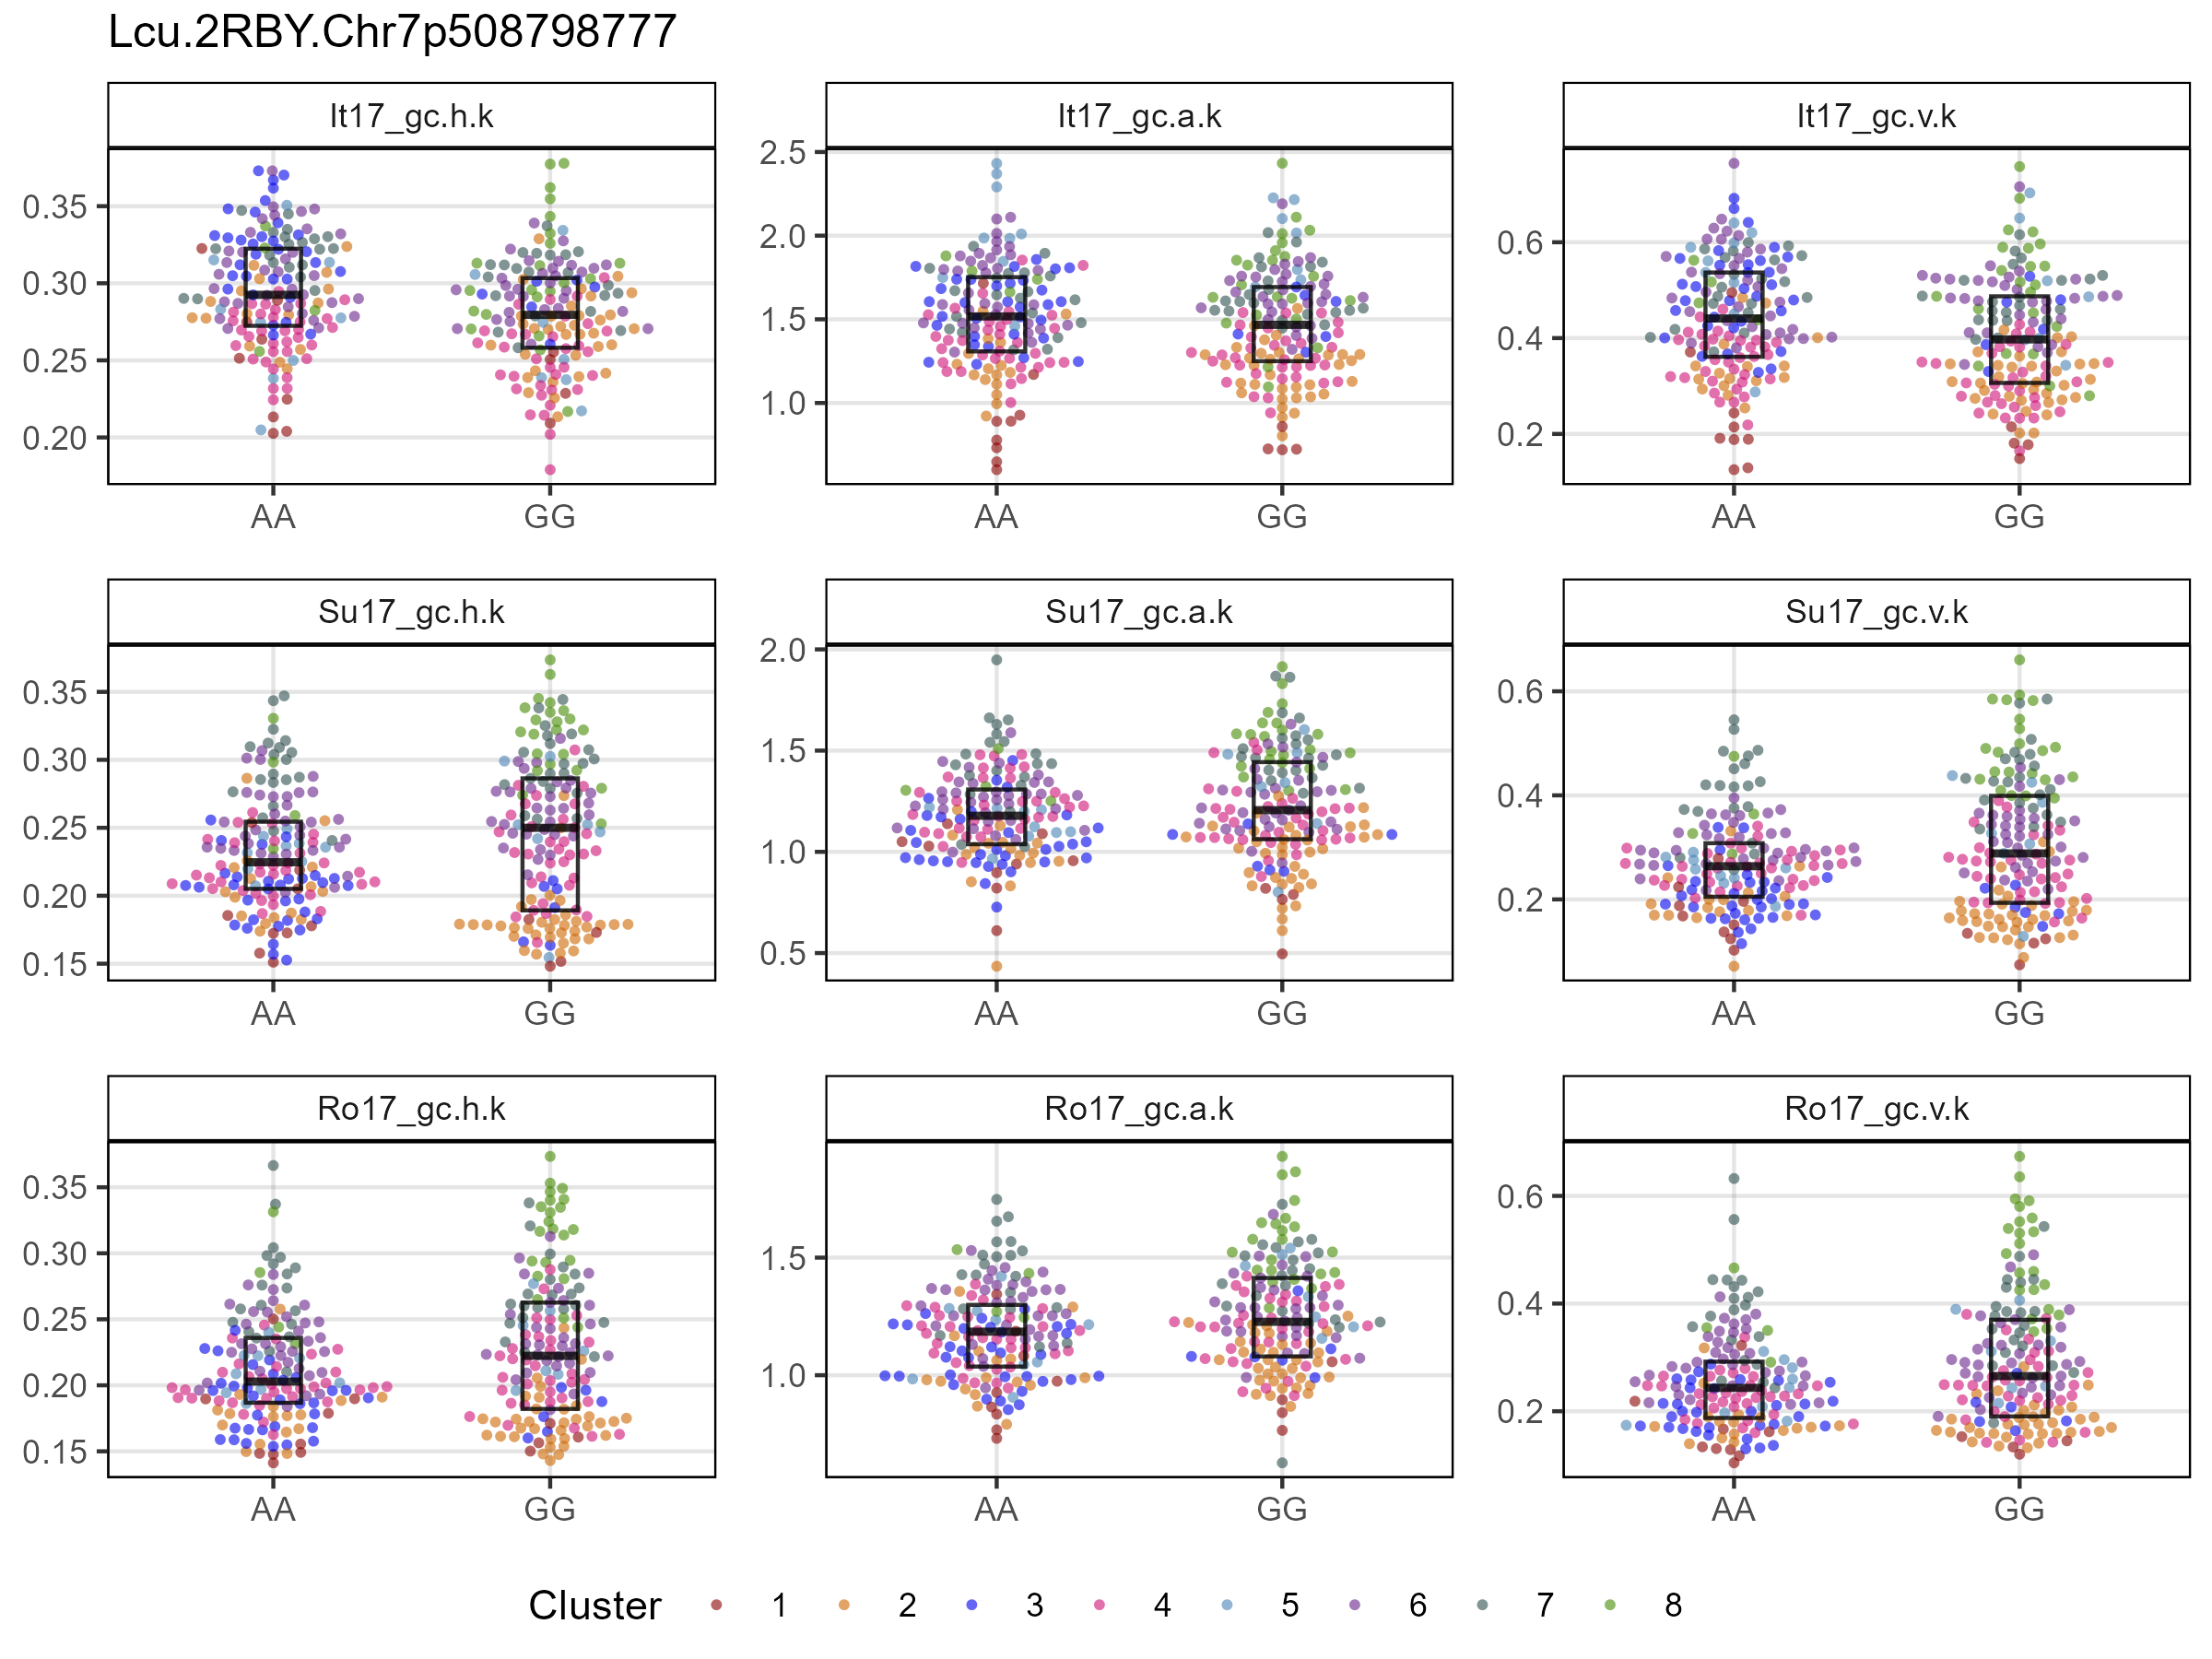 Lcu.2RBY.Chr7p508798777
It17_gc.h.k
It17_gc.a.k
It17_gc.v.k
0.35
0.30
0.25
0.20
2.5
2.0
1.5
1.0
0.6
0.4
0.2
AA GG
AA GG
AA GG
Su17_gc.h.k
Su17_gc.a.k
Su17_gc.v.k
0.35
0.30
0.25
0.20
0.15
2.0
1.5
1.0
0.5
0.6
0.4
0.2
AA GG
AA GG
AA GG
Ro17_gc.h.k
Ro17_gc.a.k
Ro17_gc.v.k
0.35
0.30
0.25
0.20
0.15
1.5
1.0
0.6
0.4
0.2
AA GG
AA GG
AA GG
Cluster 1 2 3 4 5 6 7 8